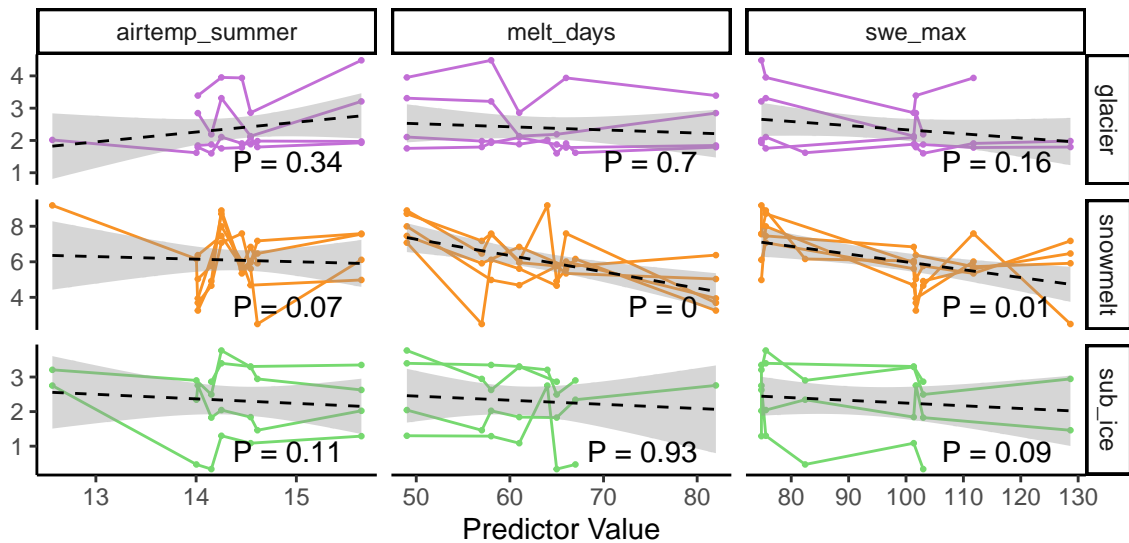 airtemp_summer melt_days swe_max
4
3
2
1
P = 0.34 P = 0.7 P = 0.16
glacier
8
6
4
P = 0.07 P = 0 P = 0.01
snowmelt
3
2
1
P = 0.11 P = 0.93 P = 0.09
sub_ice
13 14 15 50 60 70 80 80 90 100 110 120 130
Predictor Value